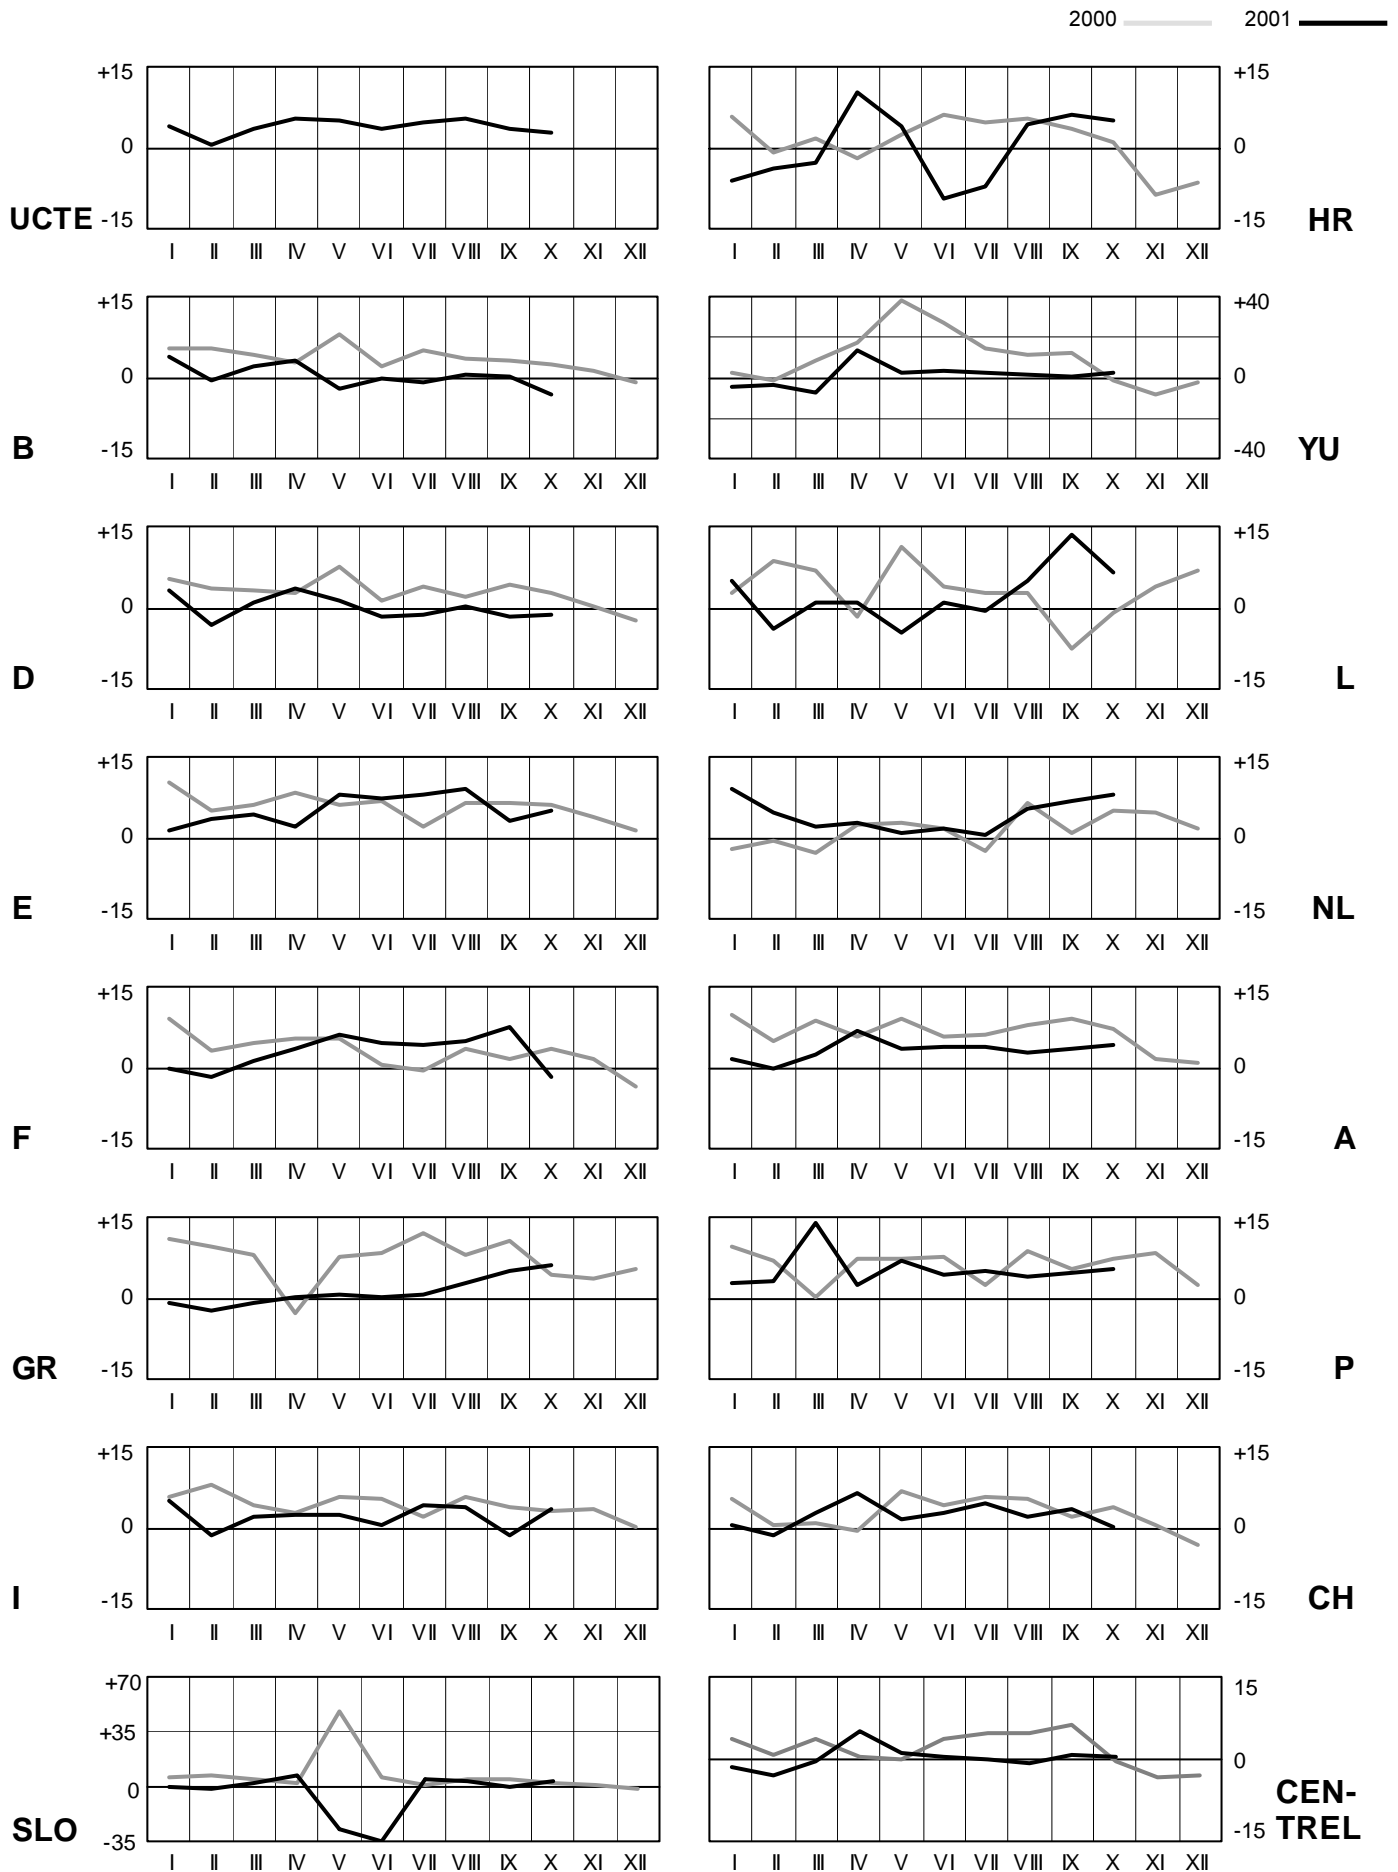 2000 2001
+15 +15
0 0
UCTE -15 -15 HR
I II III IV V VI VII VIII IX X XI XII I II III IV V VI VII VIII IX X XI XII
+15 +40
0 0
B -15 -40 YU
I II III IV V VI VII VIII IX X XI XII I II III IV V VI VII VIII IX X XI XII
+15 +15
0 0
D -15 -15 L
I II III IV V VI VII VIII IX X XI XII I II III IV V VI VII VIII IX X XI XII
+15 +15
0 0
E -15 -15 NL
I II III IV V VI VII VIII IX X XI XII I II III IV V VI VII VIII IX X XI XII
+15 +15
0 0
F -15 -15 A
I II III IV V VI VII VIII IX X XI XII I II III IV V VI VII VIII IX X XI XII
+15 +15
0 0
GR -15 -15 P
I II III IV V VI VII VIII IX X XI XII I II III IV V VI VII VIII IX X XI XII
+15 +15
0 0
I -15 -15 CH
I II III IV V VI VII VIII IX X XI XII I II III IV V VI VII VIII IX X XI XII
+70 15
+35
0 0
CEN-
SLO -35 -15 TREL
I II III IV V VI VII VIII IX X XI XII I II III IV V VI VII VIII IX X XI XII